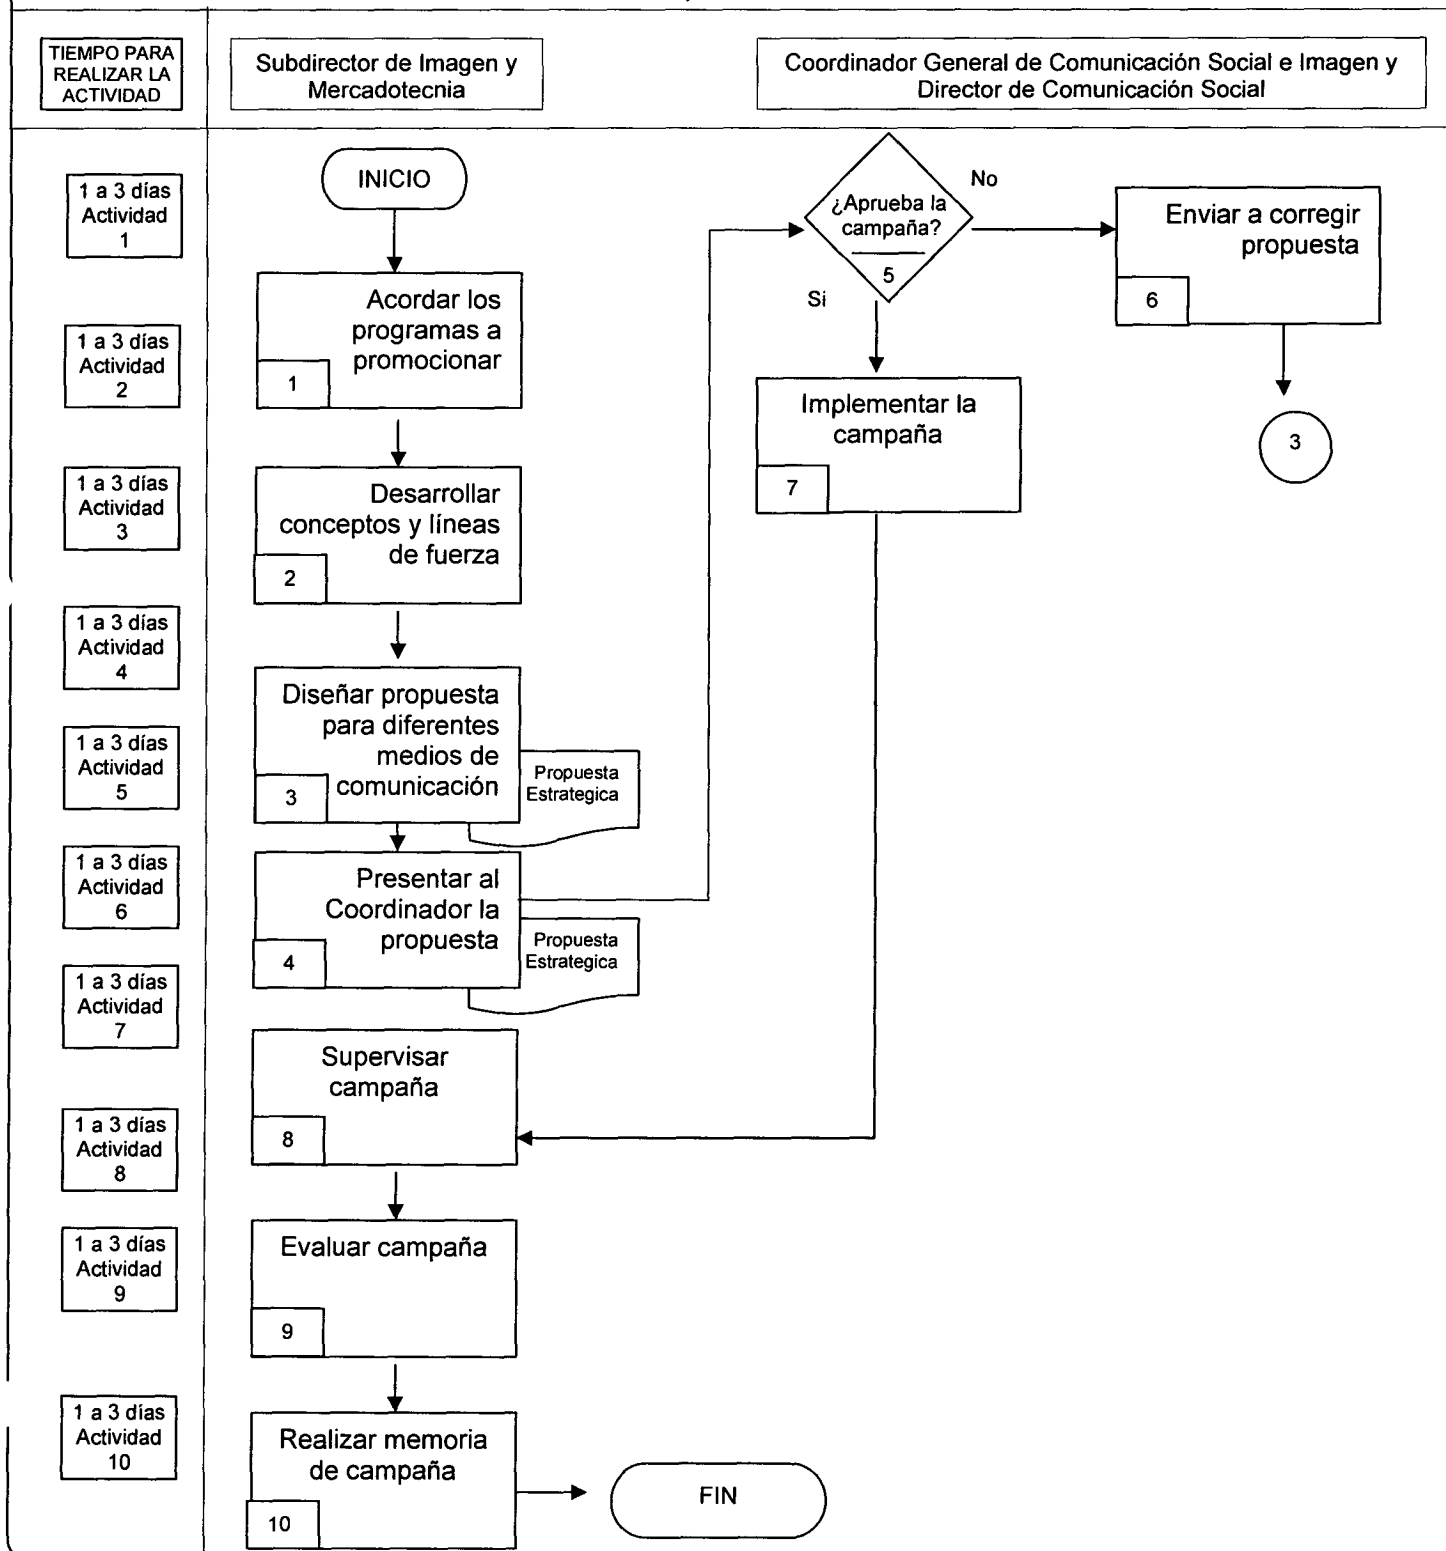 TIEMPO PARA
REALIZAR LA
ACTIVIDAD
Subdirector de Imagen y
Mercadotecnia
Coordinador General de Comunicación Social e Imagen y
Director de Comunicación Social
1 a 3 días
Actividad
1
1 a 3 días
Actividad
2
1 a 3 días
Actividad
3
1 a 3 días
Actividad
4
1 a 3 días
Actividad
5
1 a 3 días
Actividad
6
1 a 3 días
Actividad
7
1 a 3 días
Actividad
8
1 a 3 días
Actividad
9
1 a 3 días
Actividad
10
INICIO
Acordar los
programas a
promocionar
1
Desarrollar
conceptos y líneas
de fuerza
2
Diseñar propuesta
para diferentes
medios de
comunicación
3
Propuesta
Estrategica
Presentar al
Coordinador la
propuesta
4
Propuesta
Estrategica
¿Aprueba la
campaña?
5
No
Si
Enviar a corregir
propuesta
6
3
Implementar la
campaña
7
Supervisar
campaña
8
Evaluar campaña
9
Realizar memoria
de campaña
10
FIN